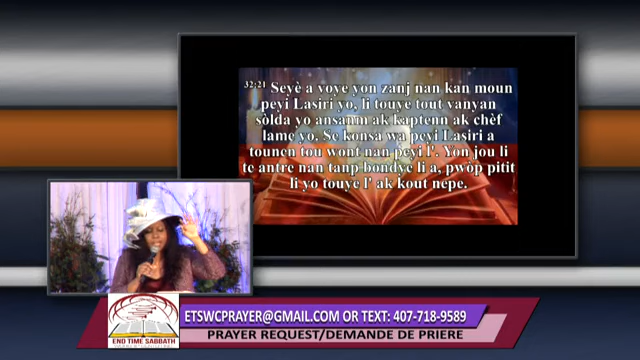 32:21 Seyè a voye yon zanj nan kan moun
peyi Lasiri yo, li touye tout vanyan
sòlda yo ansanm ak kaptenn ak chèf
lame yo. Se konsa wa peyi Lasiri a
tounen tou wont nan peyi l'. Yon jou li
te antre nan tanp bondye li a, pwòp pitit
li yo touye l' ak kout nepe.
ETSWCPRAYER@GMAIL.COM OR TEXT: 407-718-9589
PRAYER REQUEST/DEMANDE DE PRIERE
END TIME SABBATH